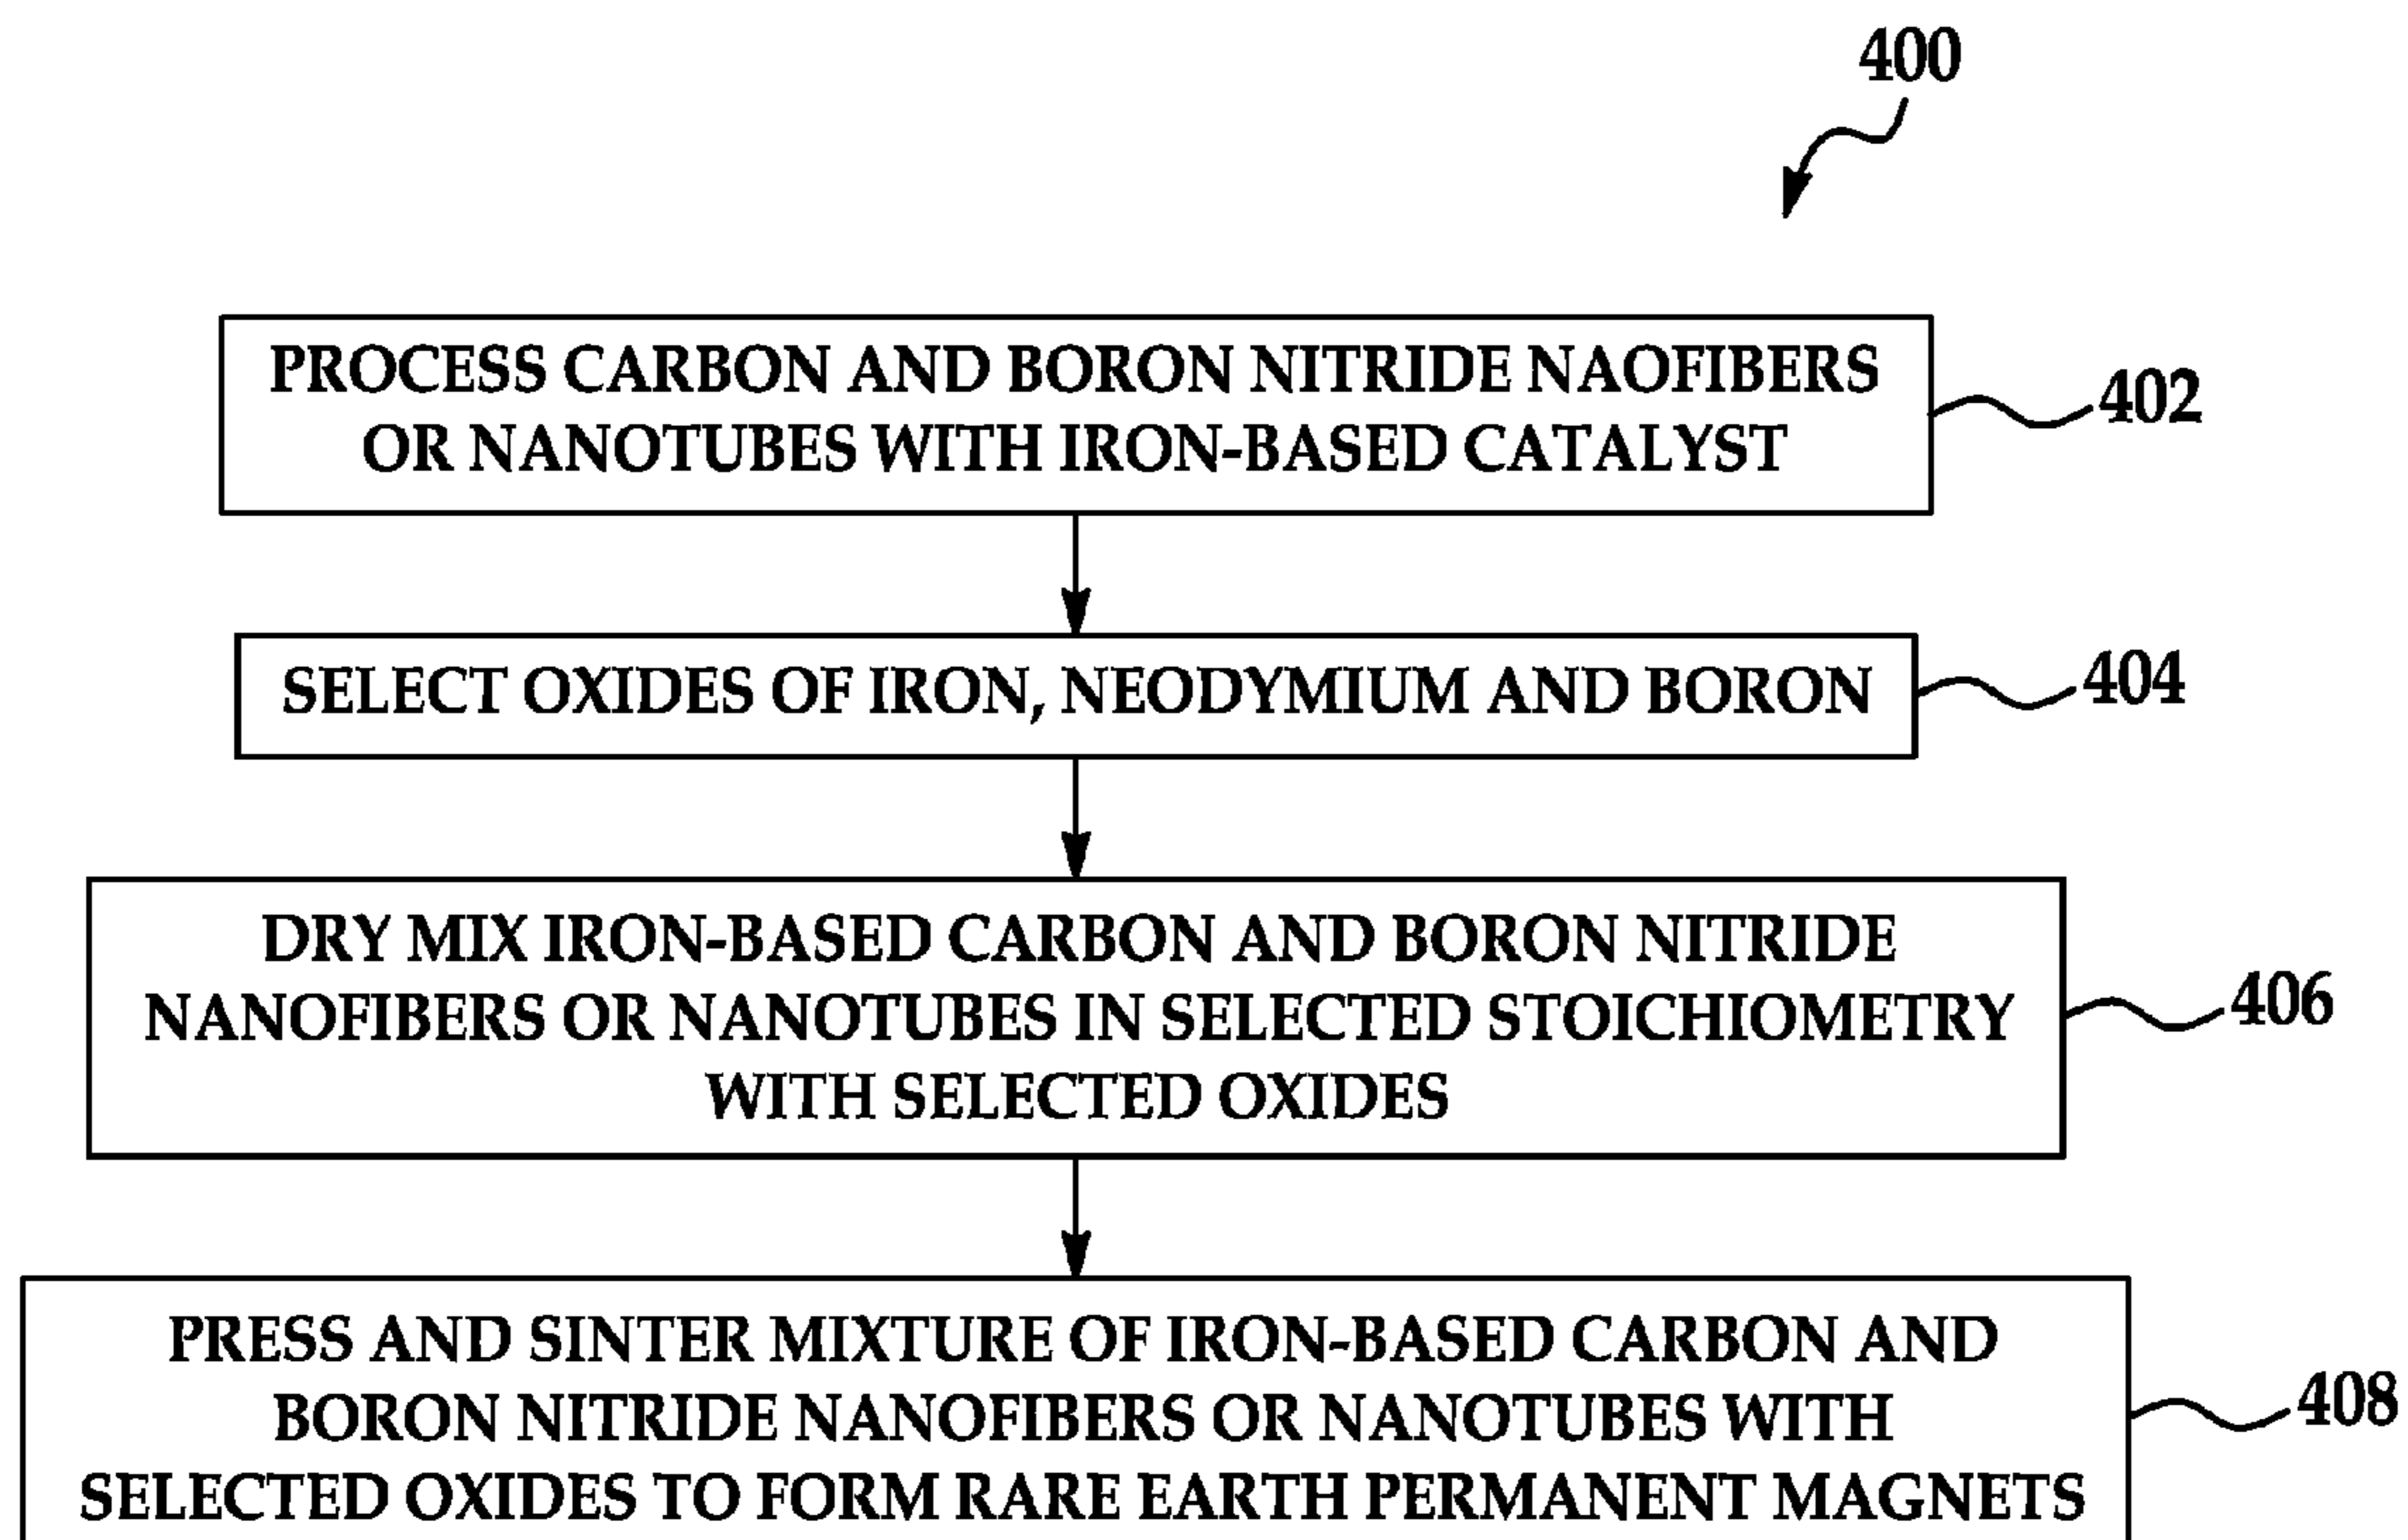 400
PROCESS CARBON AND BORON NITRIDE NAOFIBERS
OR NANOTUBES WITH IRON-BASED CATALYST
402
SELECT OXIDES OF IRON, NEODYMIUM AND BORON
404
DRY MIX IRON-BASED CARBON AND BORON NITRIDE
NANOFIBERS OR NANOTUBES IN SELECTED STOICHIOMETRY
WITH SELECTED OXIDES
406
PRESS AND SINTER MIXTURE OF IRON-BASED CARBON AND
BORON NITRIDE NANOFIBERS OR NANOTUBES WITH
SELECTED OXIDES TO FORM RARE EARTH PERMANENT MAGNETS
408